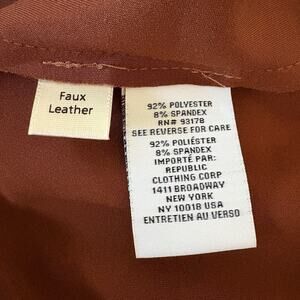 Faux
Leather
92% POLYESTER
8% SPANDEX
RN# 93178
SEE REVERSE FOR CARE
92% POLIÉSTER
8% SPANDEX
IMPORTÉ PAR:
REPUBLIC
CLOTHING CORP
1411 BROADWAY
NEW YORK
NY 10018 USA
ENTRETIEN AU VERSO